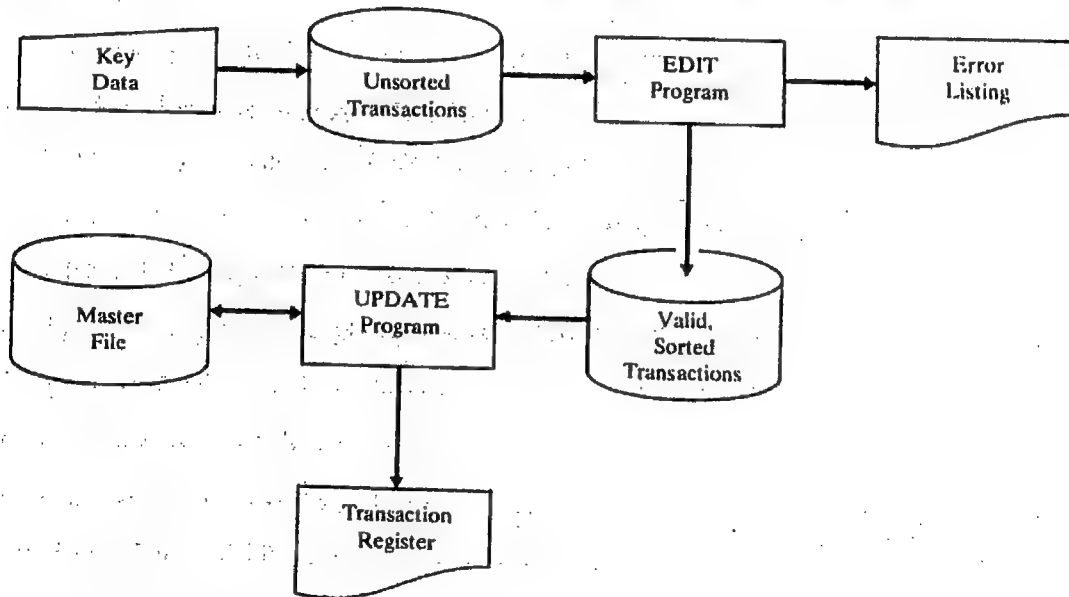 Key
Data
Unsorted
Transactions
EDIT
Program
Error
Listing
Master
File
UPDATE
Program
Valid,
Sorted
Transactions
Transaction
Register